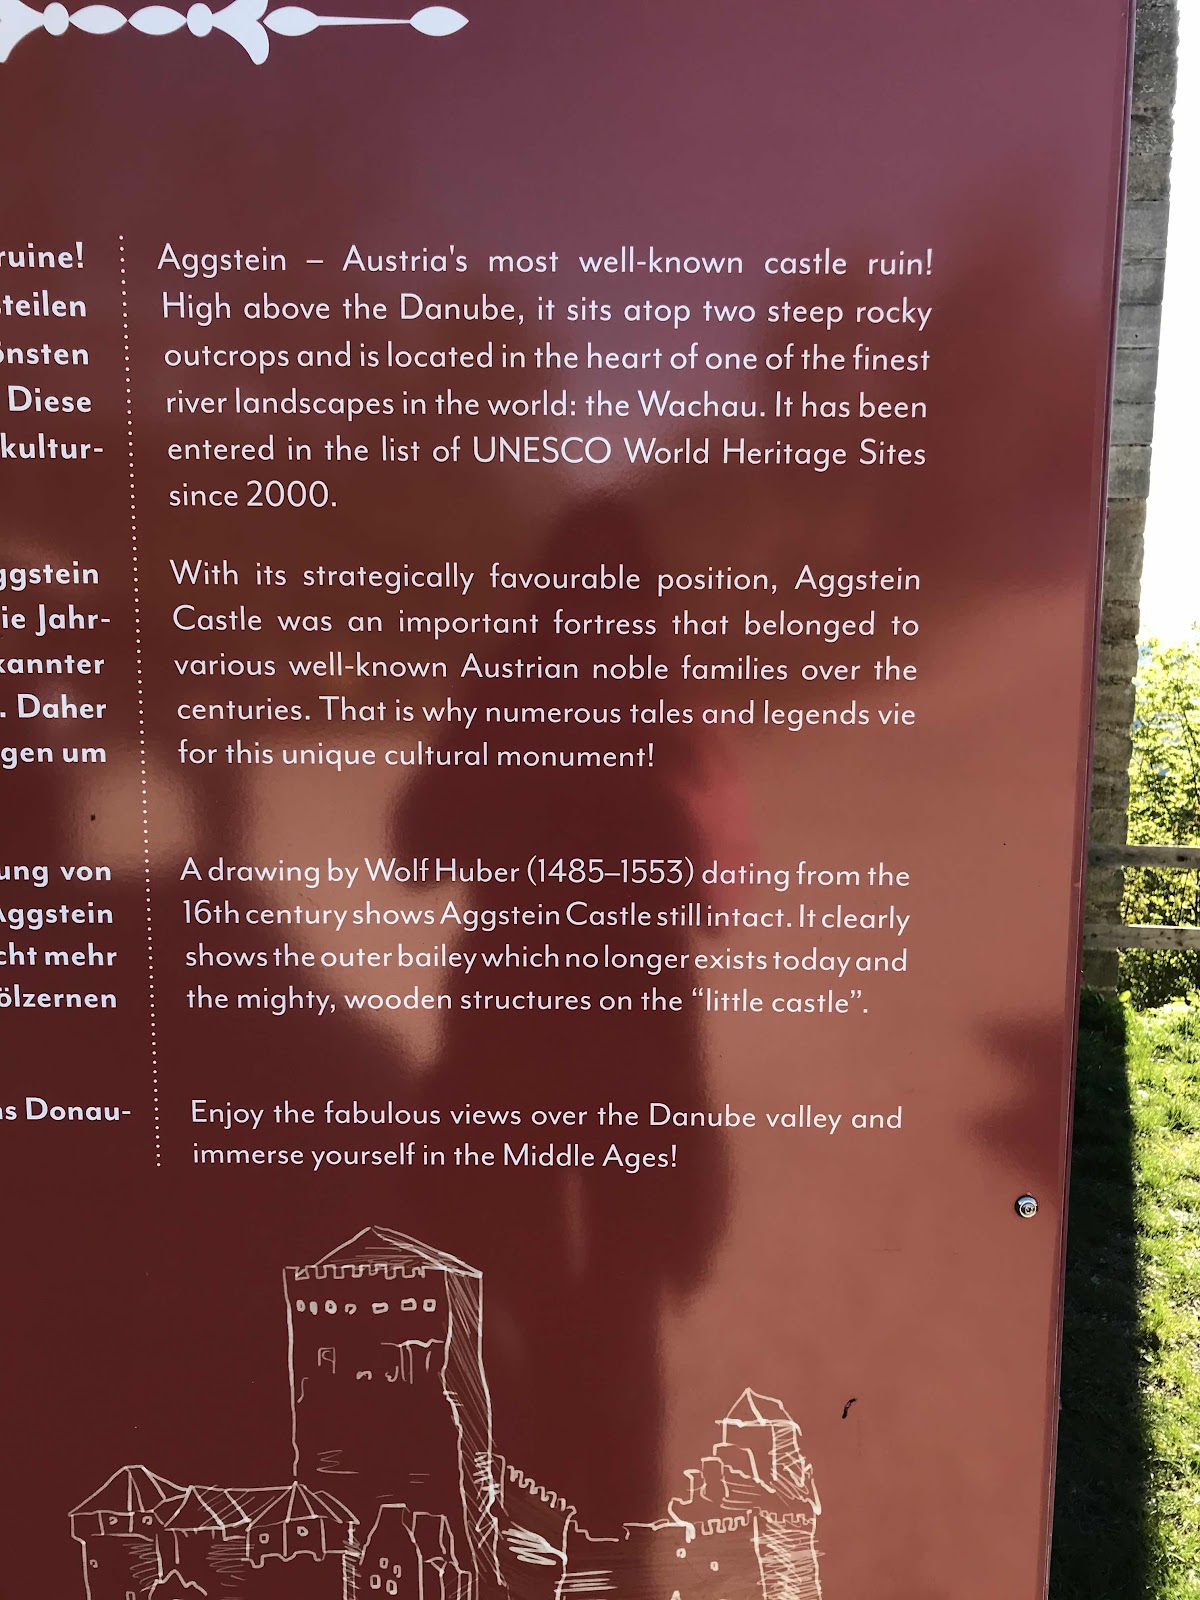 ruine!
teilen
önsten
Diese
kultur-
ggstein
ie Jahr-
kannter
. Daher
gen um
ung von
Aggstein
cht mehr
ölzernen
ns Donau-
Aggstein – Austria's most well-known castle ruin!
High above the Danube, it sits atop two steep rocky
outcrops and is located in the heart of one of the finest
river landscapes in the world: the Wachau. It has been
entered in the list of UNESCO World Heritage Sites
since 2000.
With its strategically favourable position, Aggstein
Castle was an important fortress that belonged to
various well-known Austrian noble families over the
centuries. That is why numerous tales and legends vie
for this unique cultural monument!
A drawing by Wolf Huber (1485–1553) dating from the
16th century shows Aggstein Castle still intact. It clearly
shows the outer bailey which no longer exists today and
the mighty, wooden structures on the “little castle”.
Enjoy the fabulous views over the Danube valley and
immerse yourself in the Middle Ages!